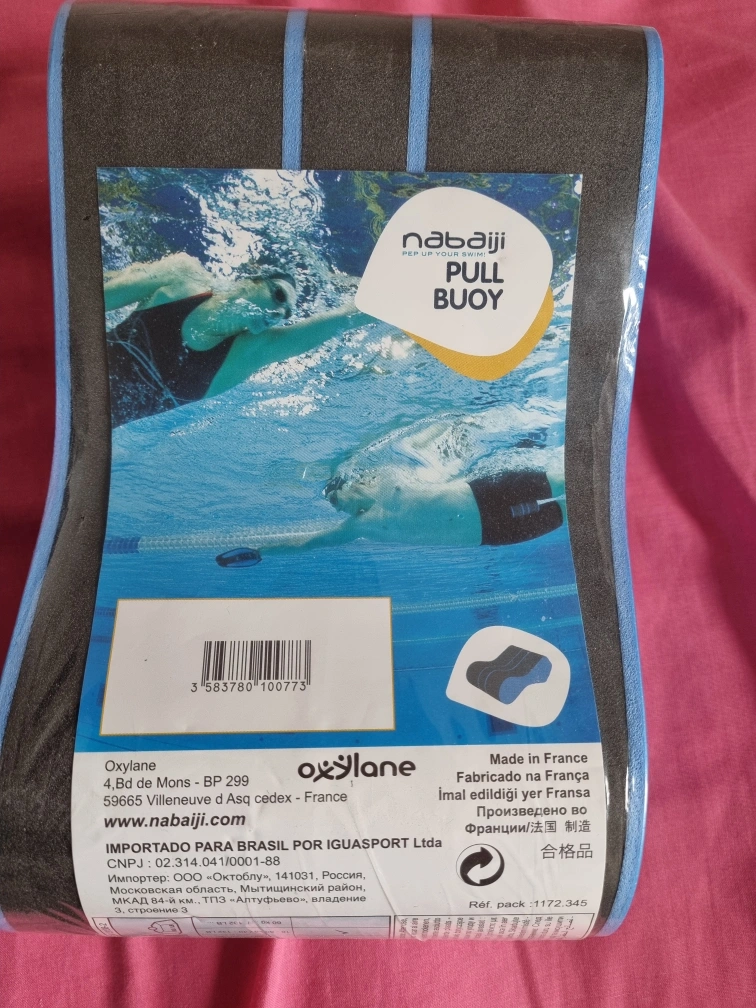 nabaiji
PEP UP YOUR SWIM!
PULL
BUOY
3 583780 100773
Oxylane
4,Bd de Mons - BP 299
59665 Villeneuve d Asq cedex - France
www.nabaiji.com
oxylane
Made in France
Fabricado na França
İmal edildiği yer Fransa
Произведено во
Франции/法国 制造
合格品
IMPORTADO PARA BRASIL POR IGUASPORT Ltda
CNPJ : 02.314.041/0001-88
Импортер: ООО «Октоблу», 141031, Россия,
Московская область, Мытищинский район,
МКАД 84-й км., ТПЗ «Алтуфьево», владение
3, строение 3
Réf. pack :1172.345